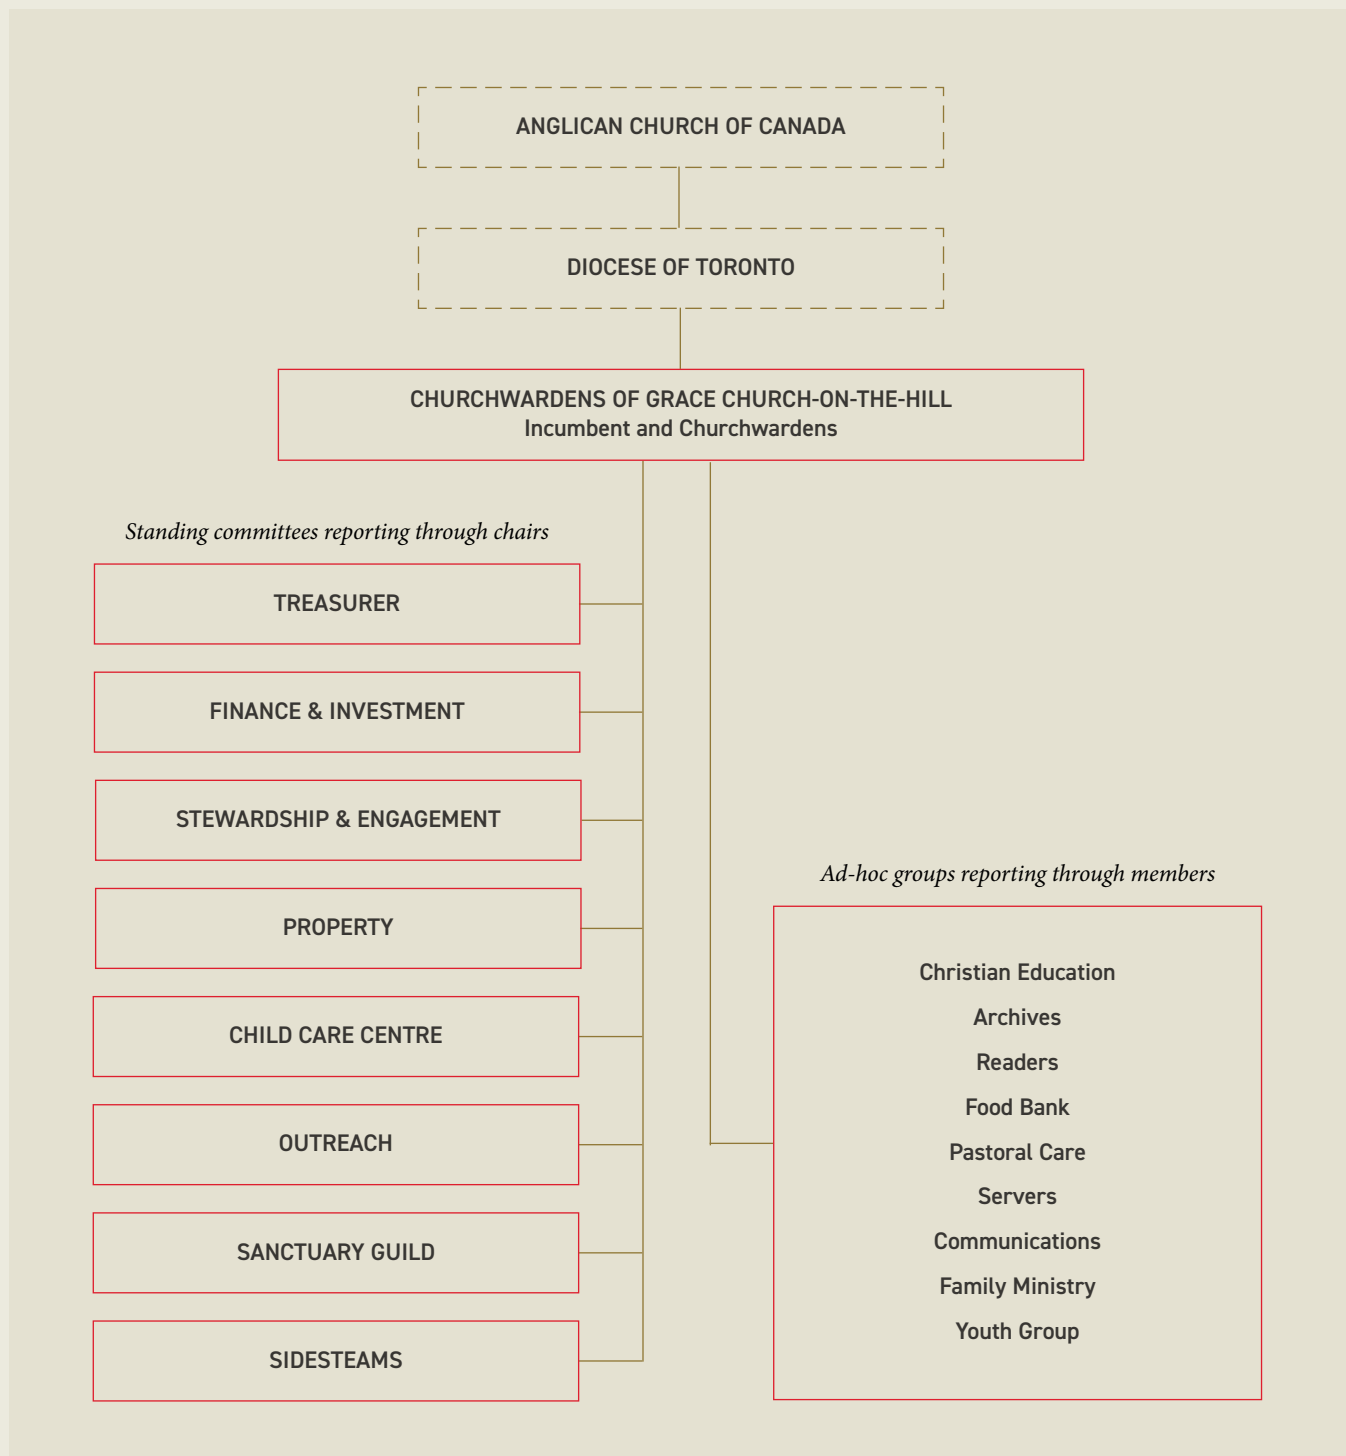 ANGLICAN CHURCH OF CANADA
DIOCESE OF TORONTO
CHURCHWARDENS OF GRACE CHURCH-ON-THE-HILL
Incumbent and Churchwardens
Standing committees reporting through chairs
TREASURER
FINANCE & INVESTMENT
STEWARDSHIP & ENGAGEMENT
PROPERTY
CHILD CARE CENTRE
OUTREACH
SANCTUARY GUILD
SIDESTEAMS
Ad-hoc groups reporting through members
Christian Education
Archives
Readers
Food Bank
Pastoral Care
Servers
Communications
Family Ministry
Youth Group